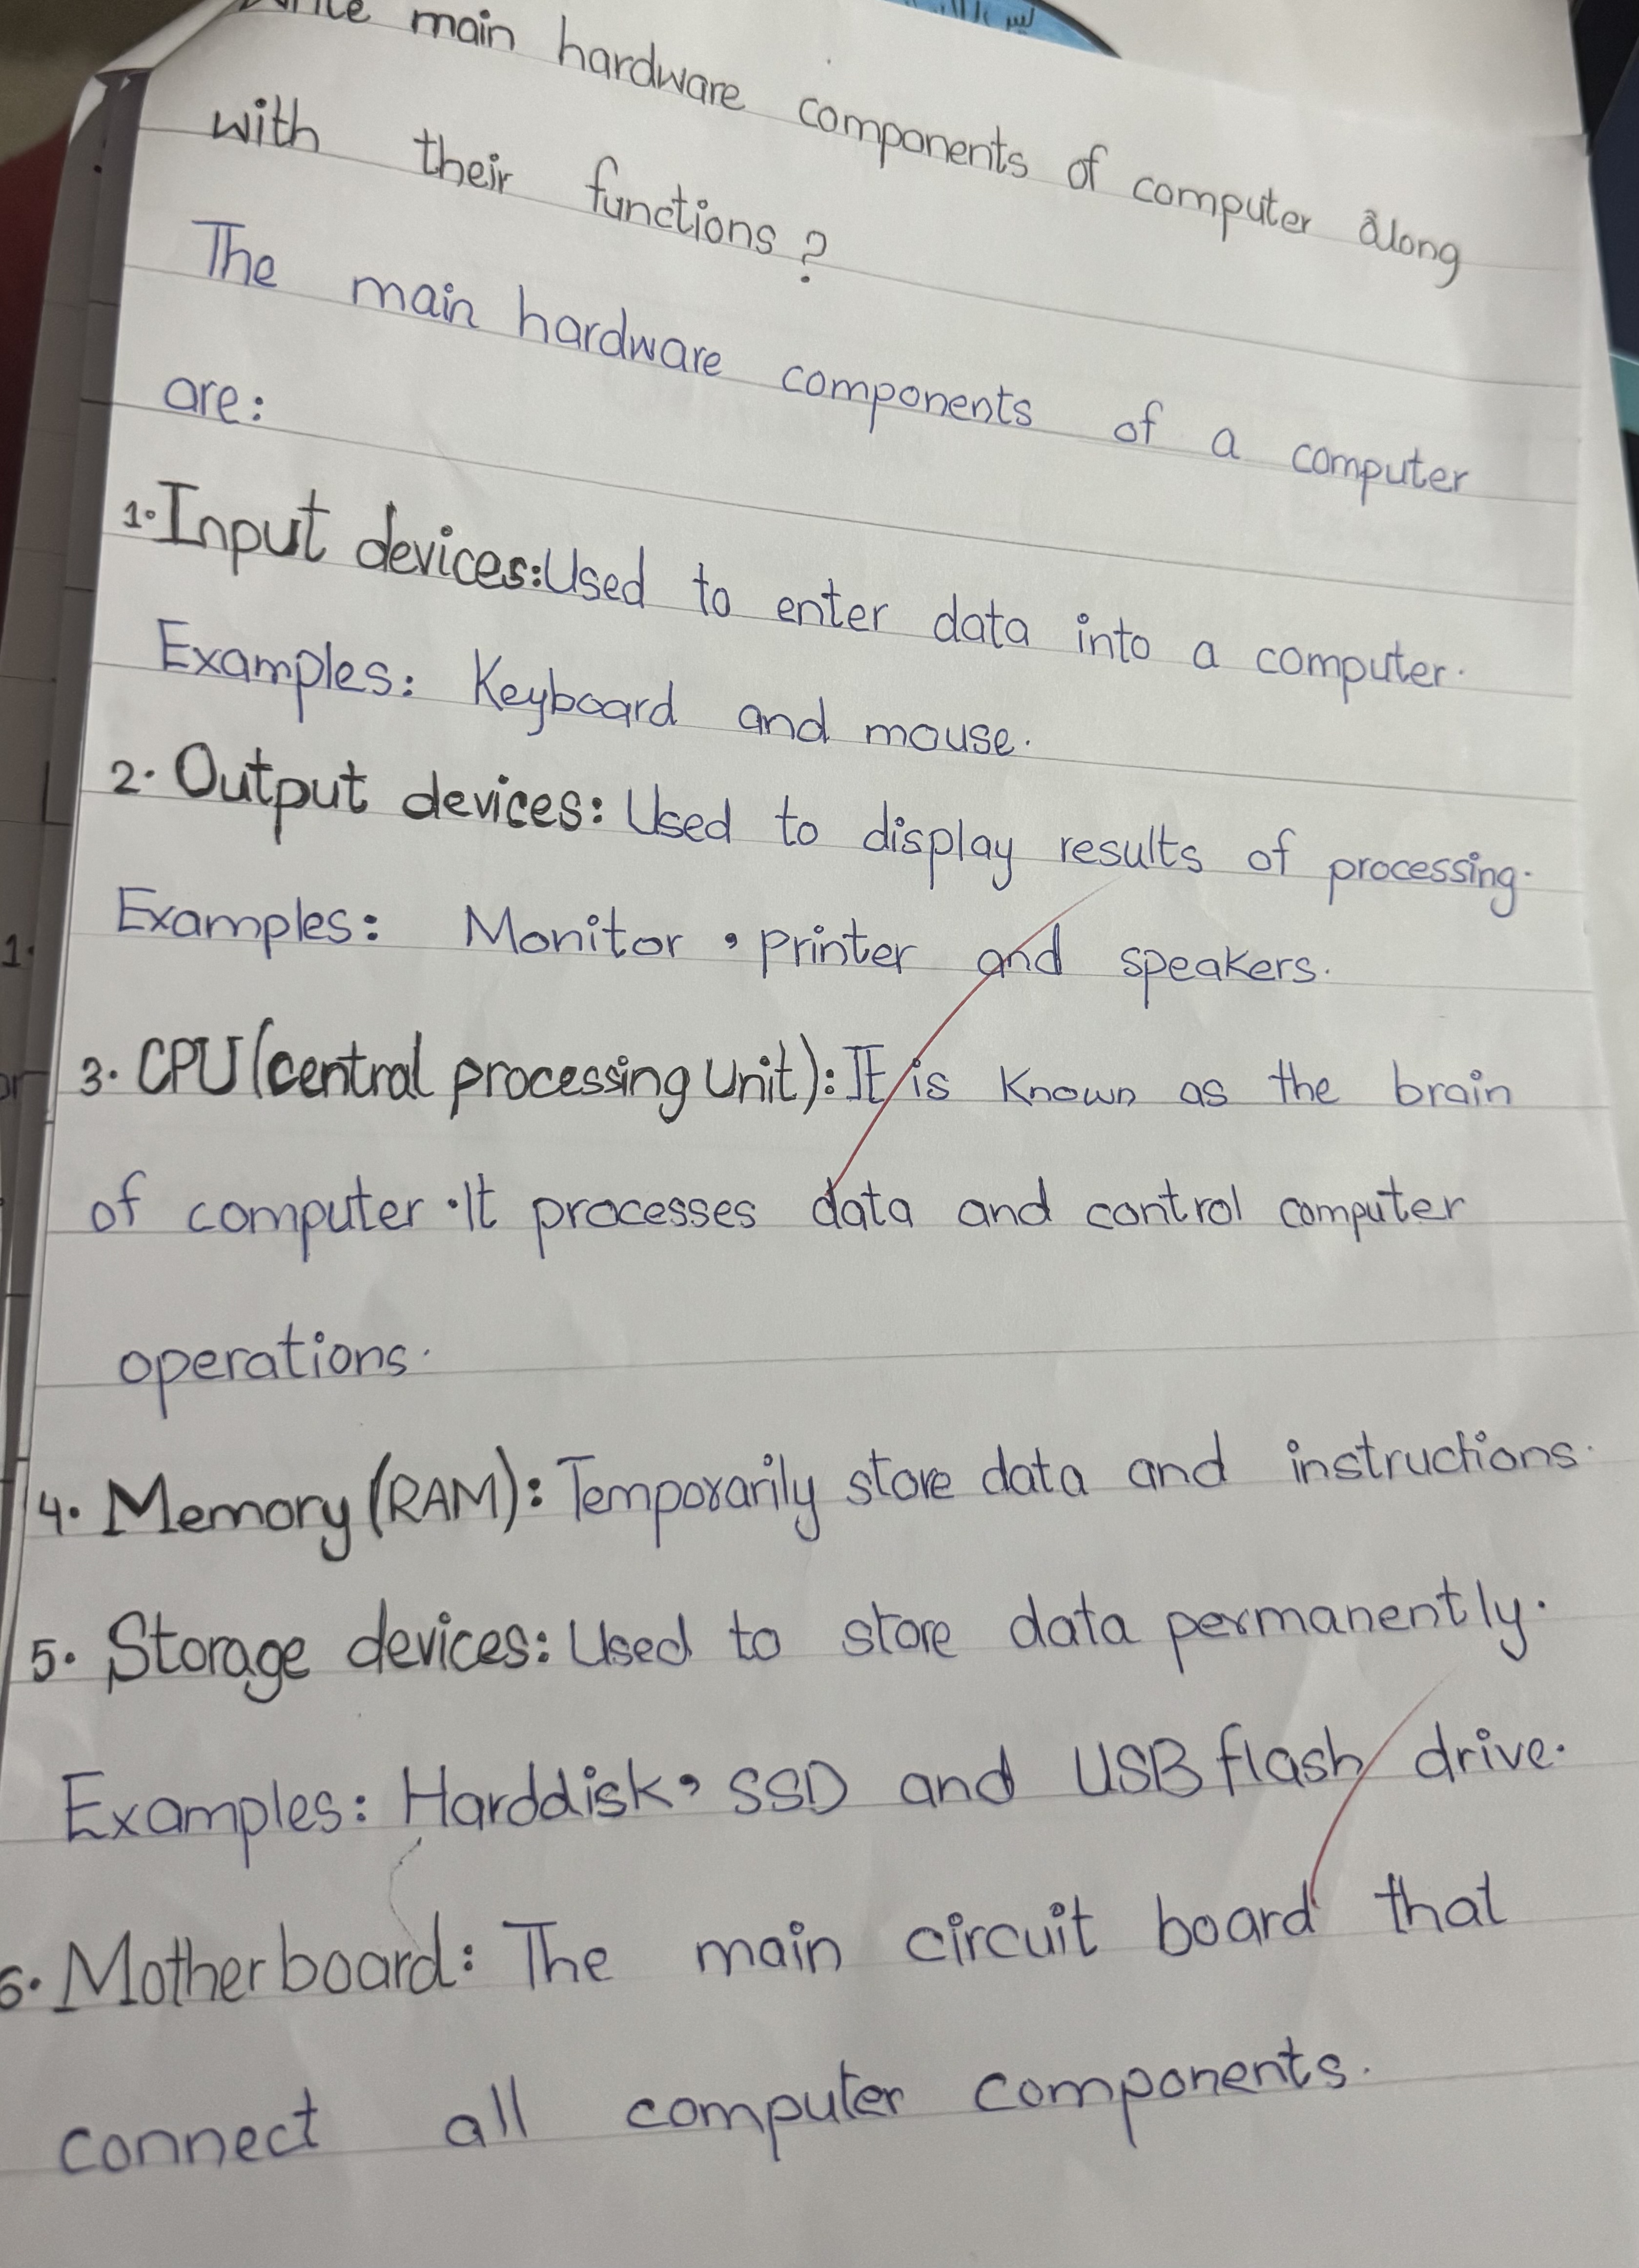 main hardware components of computer along
with their functions?
The main hardware components of a computer
are:
1. Input devices: Used to enter data into a computer.
Examples: Keyboard and mouse.
2. Output devices: Used to display results of processing.
Examples: Monitor, printer and speakers.
3. CPU (central processing Unit): It is known as the brain
of computer. It processes data and control computer
operations.
4. Memory (RAM): Temporarily store data and instructions.
5. Storage devices: Used to store data permanently.
Examples: Harddisk, SSD and USB flash drive.
6. Motherboard: The main circuit board that
connect all computer components.
1.